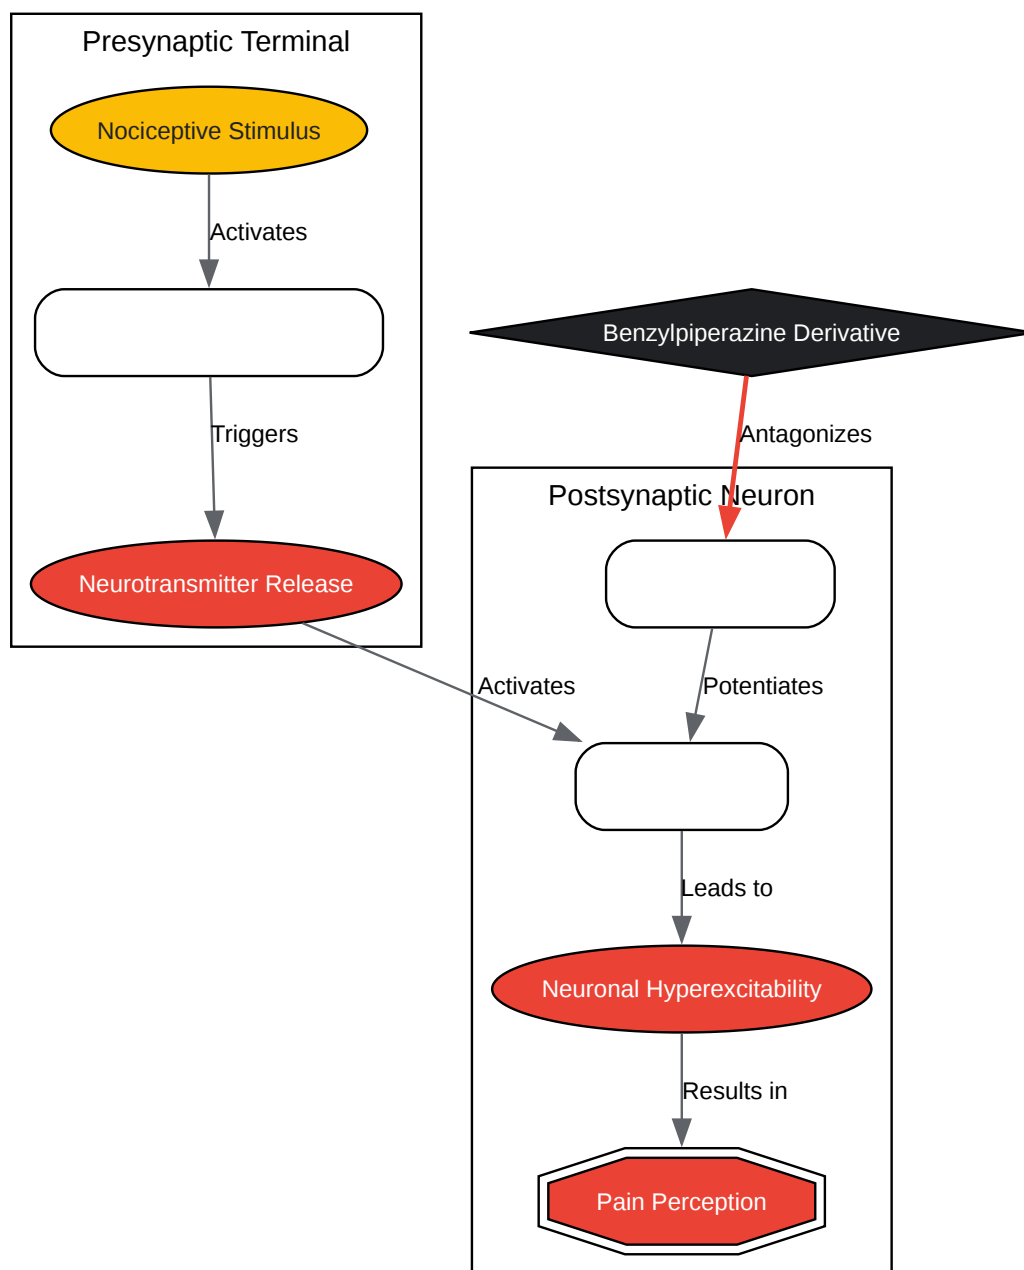 Presynaptic Terminal
Nociceptive Stimulus
Activates
Triggers
Neurotransmitter Release
Benzylpiperazine Derivative
Antagonizes
Postsynaptic Neuron
Activates
Potentiates
Leads to
Neuronal Hyperexcitability
Results in
Pain Perception